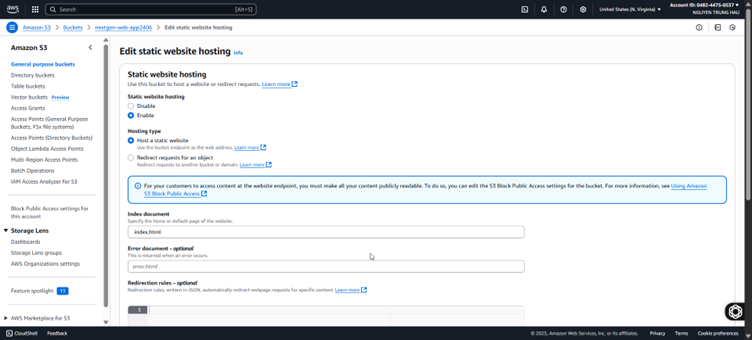 aws
Search
[Alt+S]
United States (N. Virginia)
Account ID: 0482-4475-0537
NGUYEN TRUNG HAU
Amazon S3 > Buckets > nextgen-web-app2406 > Edit static website hosting
Amazon S3
General purpose buckets
Directory buckets
Table buckets
Vector buckets Preview
Access Grants
Access Points (General Purpose
Buckets, FSx file systems)
Access Points (Directory Buckets)
Object Lambda Access Points
Multi-Region Access Points
Batch Operations
IAM Access Analyzer for S3
Block Public Access settings for
this account
Storage Lens
Dashboards
Storage Lens groups
AWS Organizations settings
Feature spotlight 11
AWS Marketplace for S3
Edit static website hosting Info
Static website hosting
Use this bucket to host a website or redirect requests. Learn more
Static website hosting
Disable
Enable
Hosting type
Host a static website
Use the bucket endpoint as the web address. Learn more
Redirect requests for an object
Redirect requests to another bucket or domain. Learn more
For your customers to access content at the website endpoint, you must make all your content publicly readable. To do so, you can edit the S3 Block Public Access settings for the bucket. For more information, see Using Amazon
S3 Block Public Access
Index document
Specify the home or default page of the website.
index.html
Error document - optional
This is returned when an error occurs.
error.html
Redirection rules - optional
Redirection rules, written in JSON, automatically redirect webpage requests for specific content. Learn more
1
CloudShell
Feedback
© 2025, Amazon Web Services, Inc. or its affiliates.
Privacy
Terms
Cookie preferences